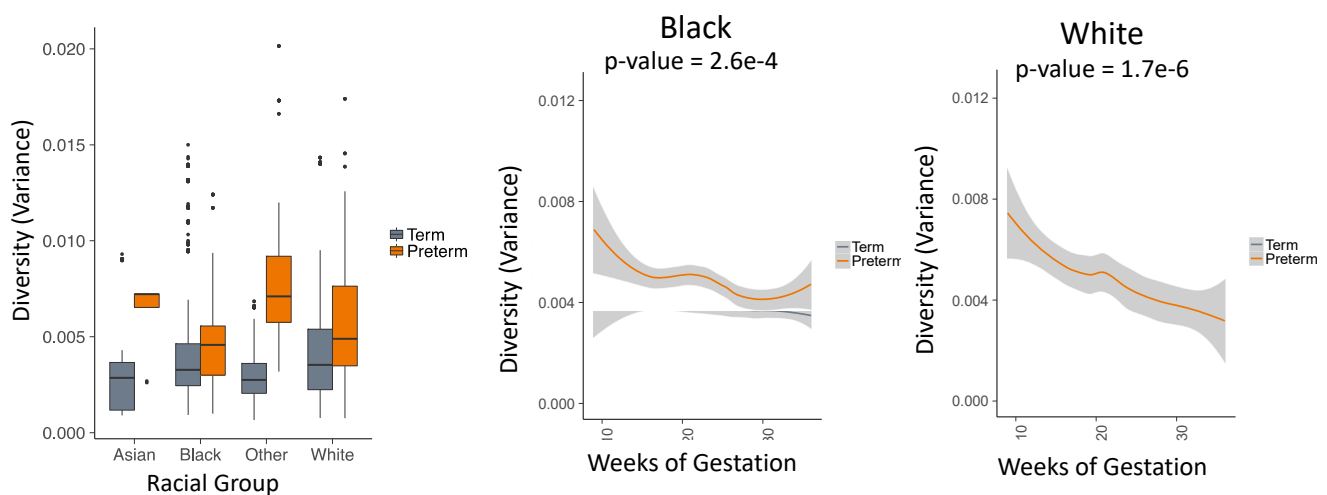 0.020
0.015
0.010
0.005
0.000
Diversity (Variance)
Asian Black Other White
Racial Group
Term
Preterm
Black
p-value = 2.6e-4
0.012
0.008
0.004
0.000
Diversity (Variance)
10 20 30
Weeks of Gestation
Term
Preterm
White
p-value = 1.7e-6
0.012
0.008
0.004
0.000
Diversity (Variance)
10 20 30
Weeks of Gestation
Term
Preterm